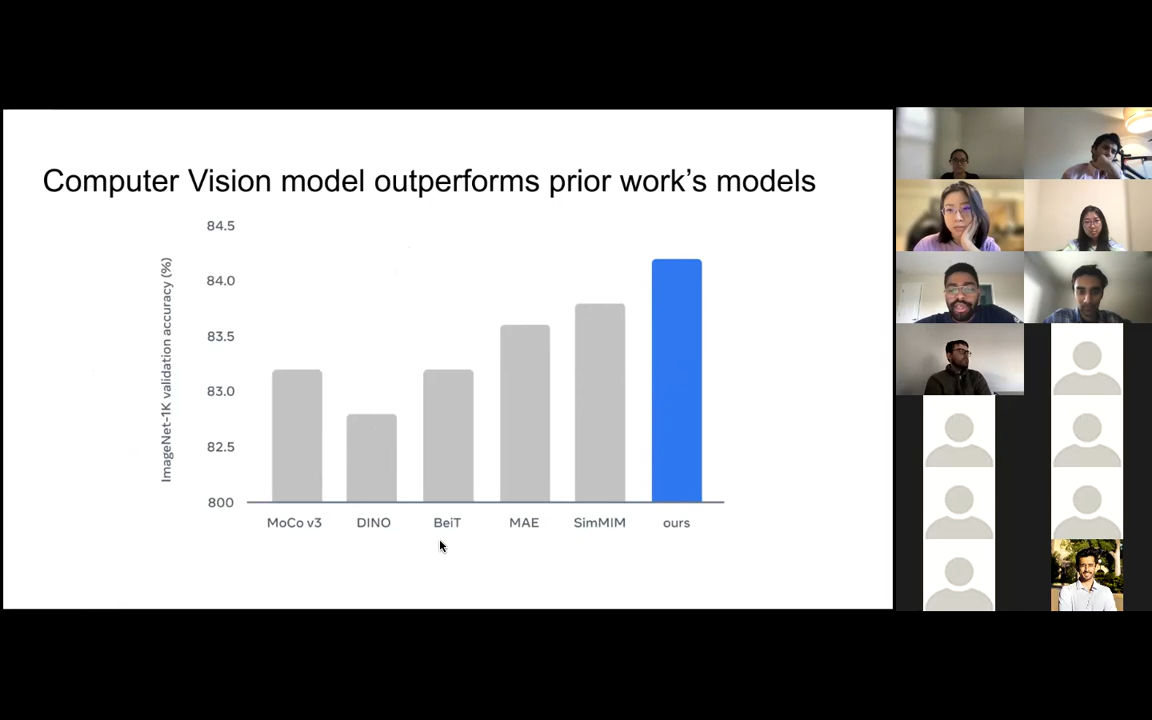 Computer Vision model outperforms prior work's models
ImageNet-1K validation accuracy (%)
84.5
84.0
83.5
83.0
82.5
800
MoCo v3 DINO BeiT MAE SimMIM ours